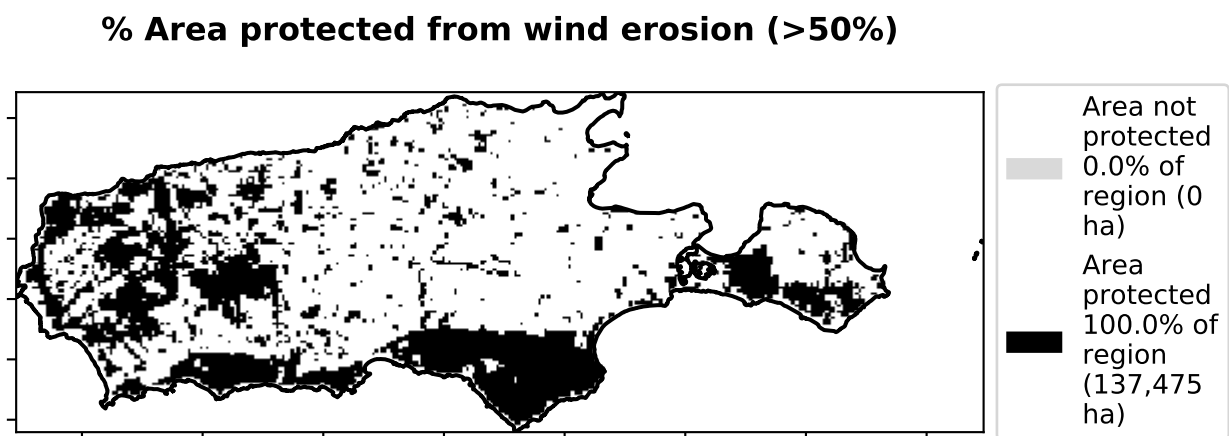 % Area protected from wind erosion (>50%)
Area not
protected
0.0% of
region (0
ha)
Area
protected
100.0% of
region
(137,475
ha)